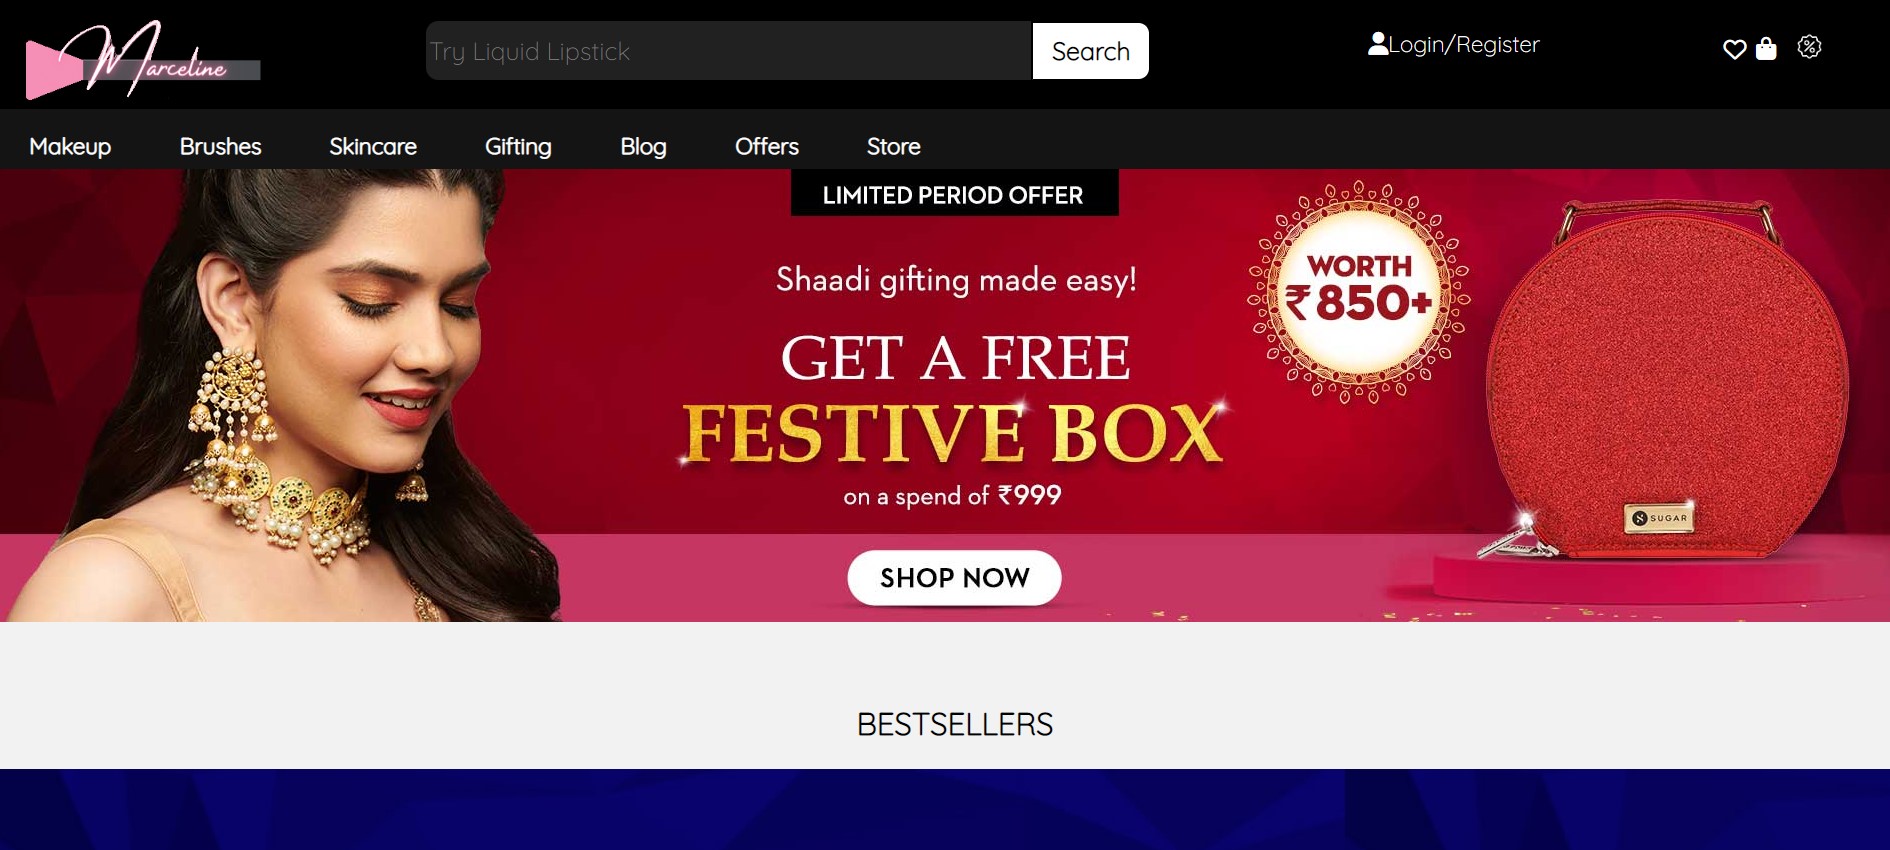 Marceline
Try Liquid Lipstick
Search
Login/Register
Makeup
Brushes
Skincare
Gifting
Blog
Offers
Store
LIMITED PERIOD OFFER
Shaadi gifting made easy!
GET A FREE
FESTIVE BOX
on a spend of ₹999
SHOP NOW
WORTH
₹850+
SUGAR
BESTSELLERS